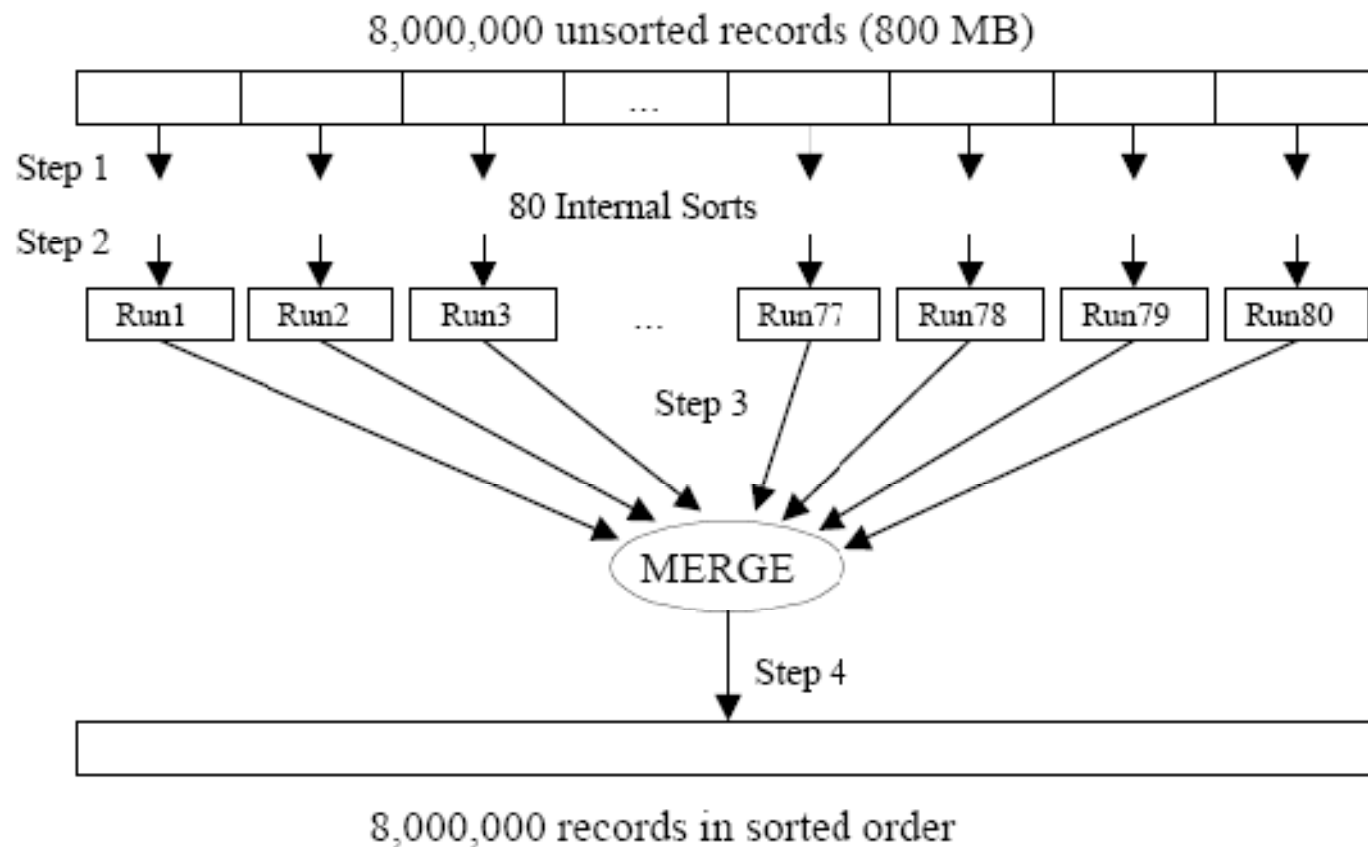 8,000,000 unsorted records (800 MB)
...
Step 1
80 Internal Sorts
Step 2
Run1 Run2 Run3 ... Run77 Run78 Run79 Run80
Step 3
MERGE
Step 4
8,000,000 records in sorted order